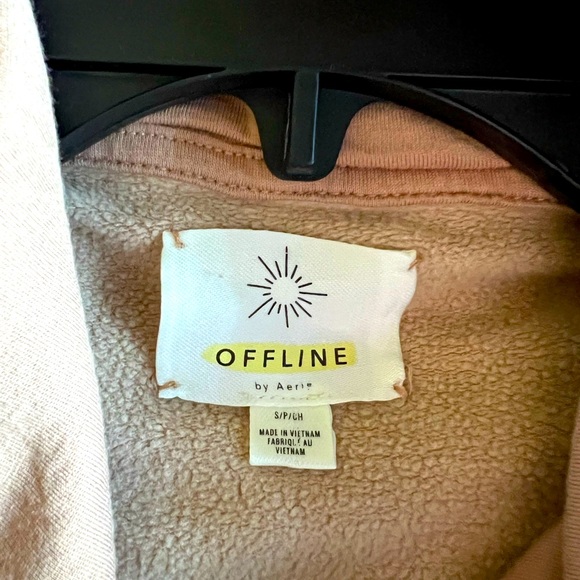 OFFLINE
by Aerie
S/P/CH
MADE IN VIETNAM
FABRIQUÉ AU
VIETNAM